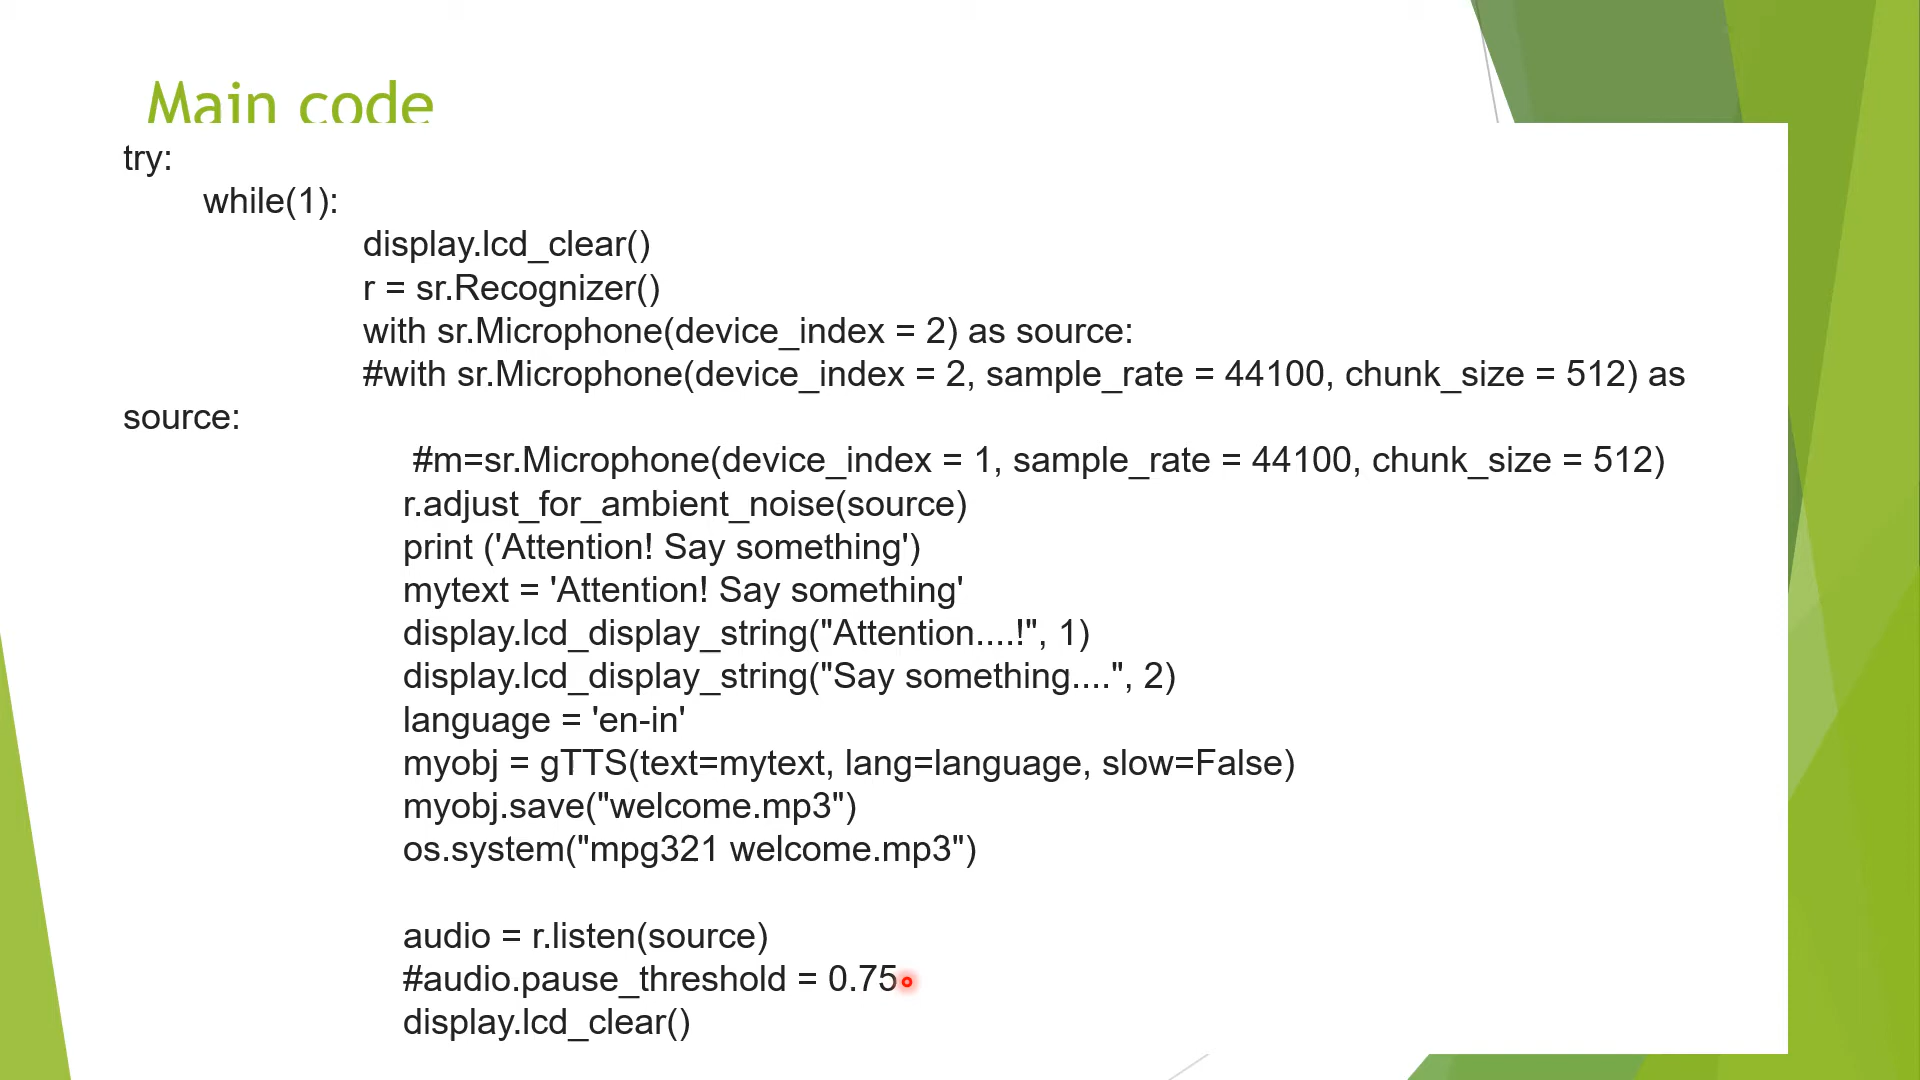 Main code
try:
while(1):
display.lcd_clear()
r = sr.Recognizer()
with sr.Microphone(device_index = 2) as source:
#with sr.Microphone(device_index = 2, sample_rate = 44100, chunk_size = 512) as
source:
#m=sr.Microphone(device_index = 1, sample_rate = 44100, chunk_size = 512)
r.adjust_for_ambient_noise(source)
print ('Attention! Say something')
mytext = 'Attention! Say something'
display.lcd_display_string("Attention....!", 1)
display.lcd_display_string("Say something....", 2)
language = 'en-in'
myobj = gTTS(text=mytext, lang=language, slow=False)
myobj.save("welcome.mp3")
os.system("mpg321 welcome.mp3")
audio = r.listen(source)
#audio.pause_threshold = 0.75
display.lcd_clear()